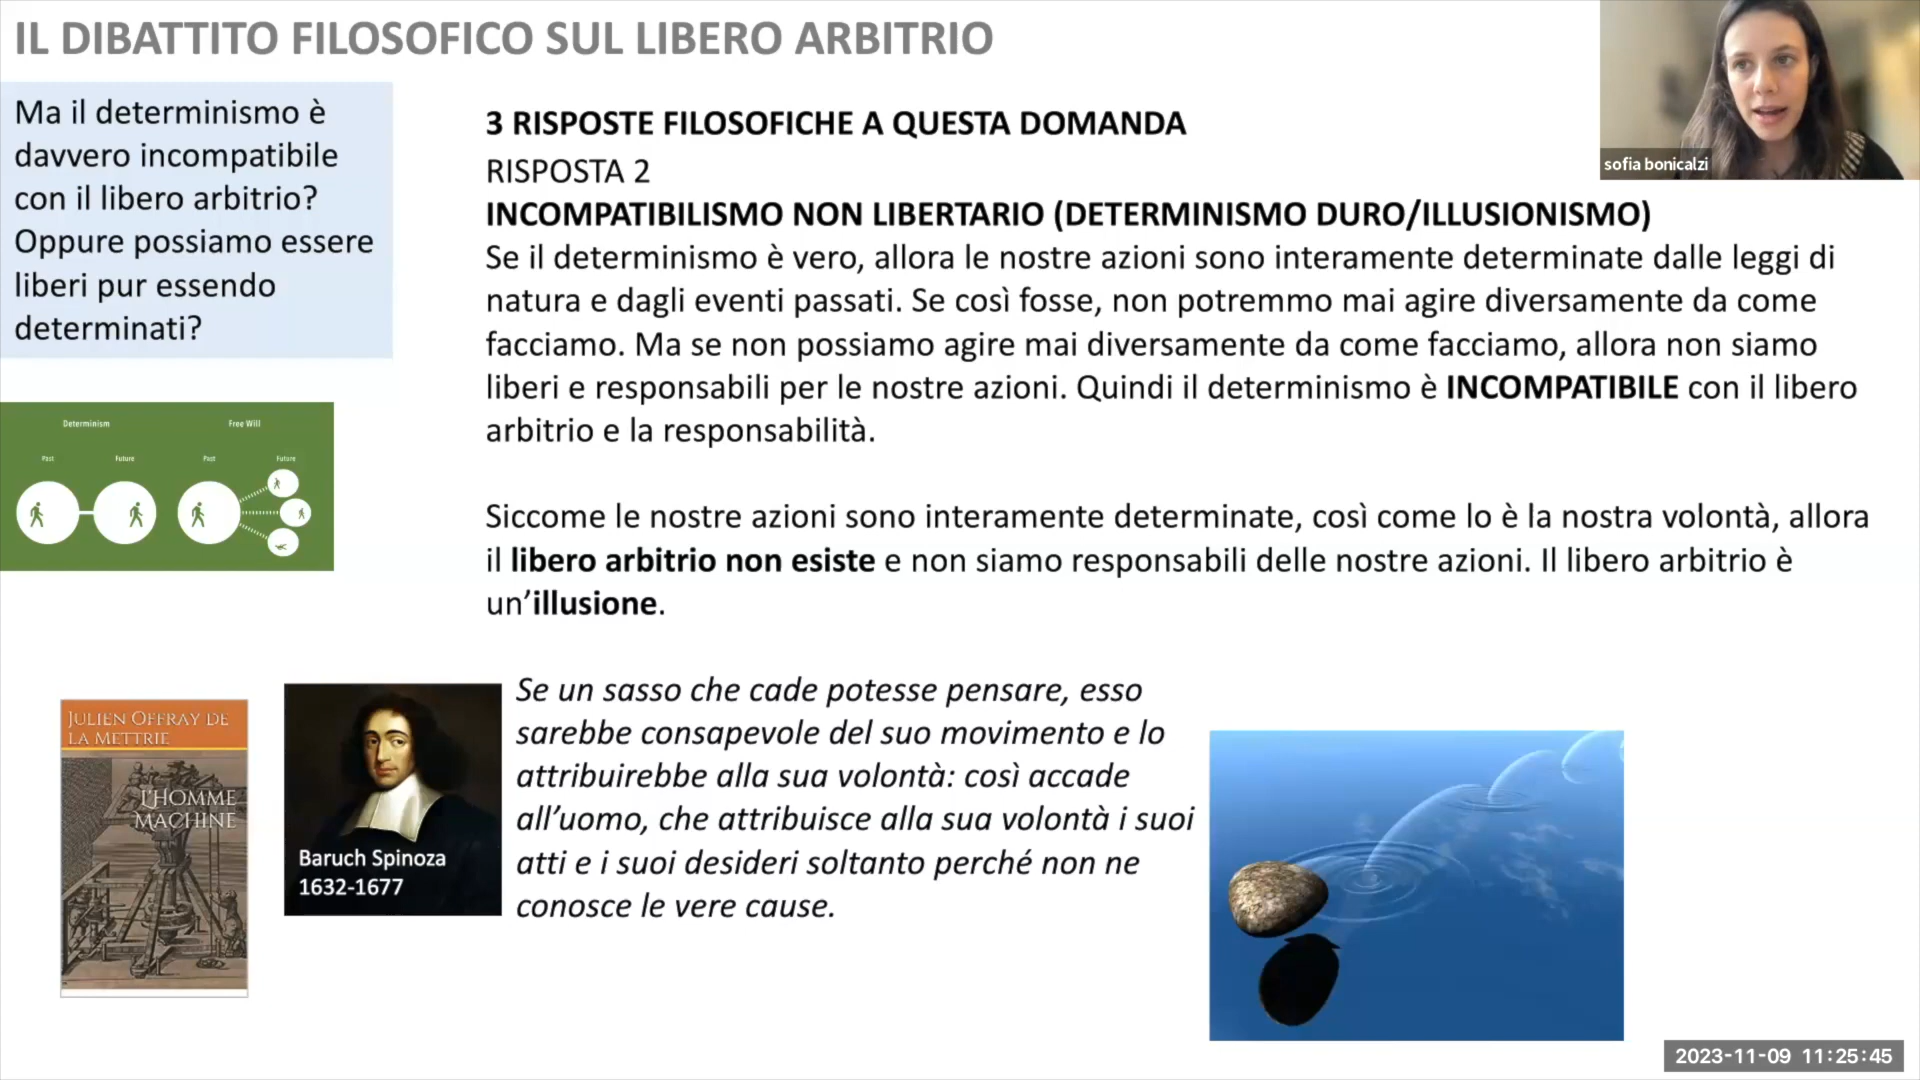 IL DIBATTITO FILOSOFICO SUL LIBERO ARBITRIO
Ma il determinismo è
davvero incompatibile
con il libero arbitrio?
Oppure possiamo essere
liberi pur essendo
determinati?
3 RISPOSTE FILOSOFICHE A QUESTA DOMANDA
RISPOSTA 2
INCOMPATIBILISMO NON LIBERTARIO (DETERMINISMO DURO/ILLUSIONISMO)
Se il determinismo è vero, allora le nostre azioni sono interamente determinate dalle leggi di
natura e dagli eventi passati. Se così fosse, non potremmo mai agire diversamente da come
facciamo. Ma se non possiamo agire mai diversamente da come facciamo, allora non siamo
liberi e responsabili per le nostre azioni. Quindi il determinismo è INCOMPATIBILE con il libero
arbitrio e la responsabilità.
Siccome le nostre azioni sono interamente determinate, così come lo è la nostra volontà, allora
il libero arbitrio non esiste e non siamo responsabili delle nostre azioni. Il libero arbitrio è
un’illusione.
sofia bonicalzi
Determinism Free Will
Past Future Past Future
JULIEN OFFRAY DE
LA METTRIE
L'HOMME
MACHINE
Baruch Spinoza
1632-1677
Se un sasso che cade potesse pensare, esso
sarebbe consapevole del suo movimento e lo
attribuirebbe alla sua volontà: così accade
all’uomo, che attribuisce alla sua volontà i suoi
atti e i suoi desideri soltanto perché non ne
conosce le vere cause.
2023-11-09 11:25:45